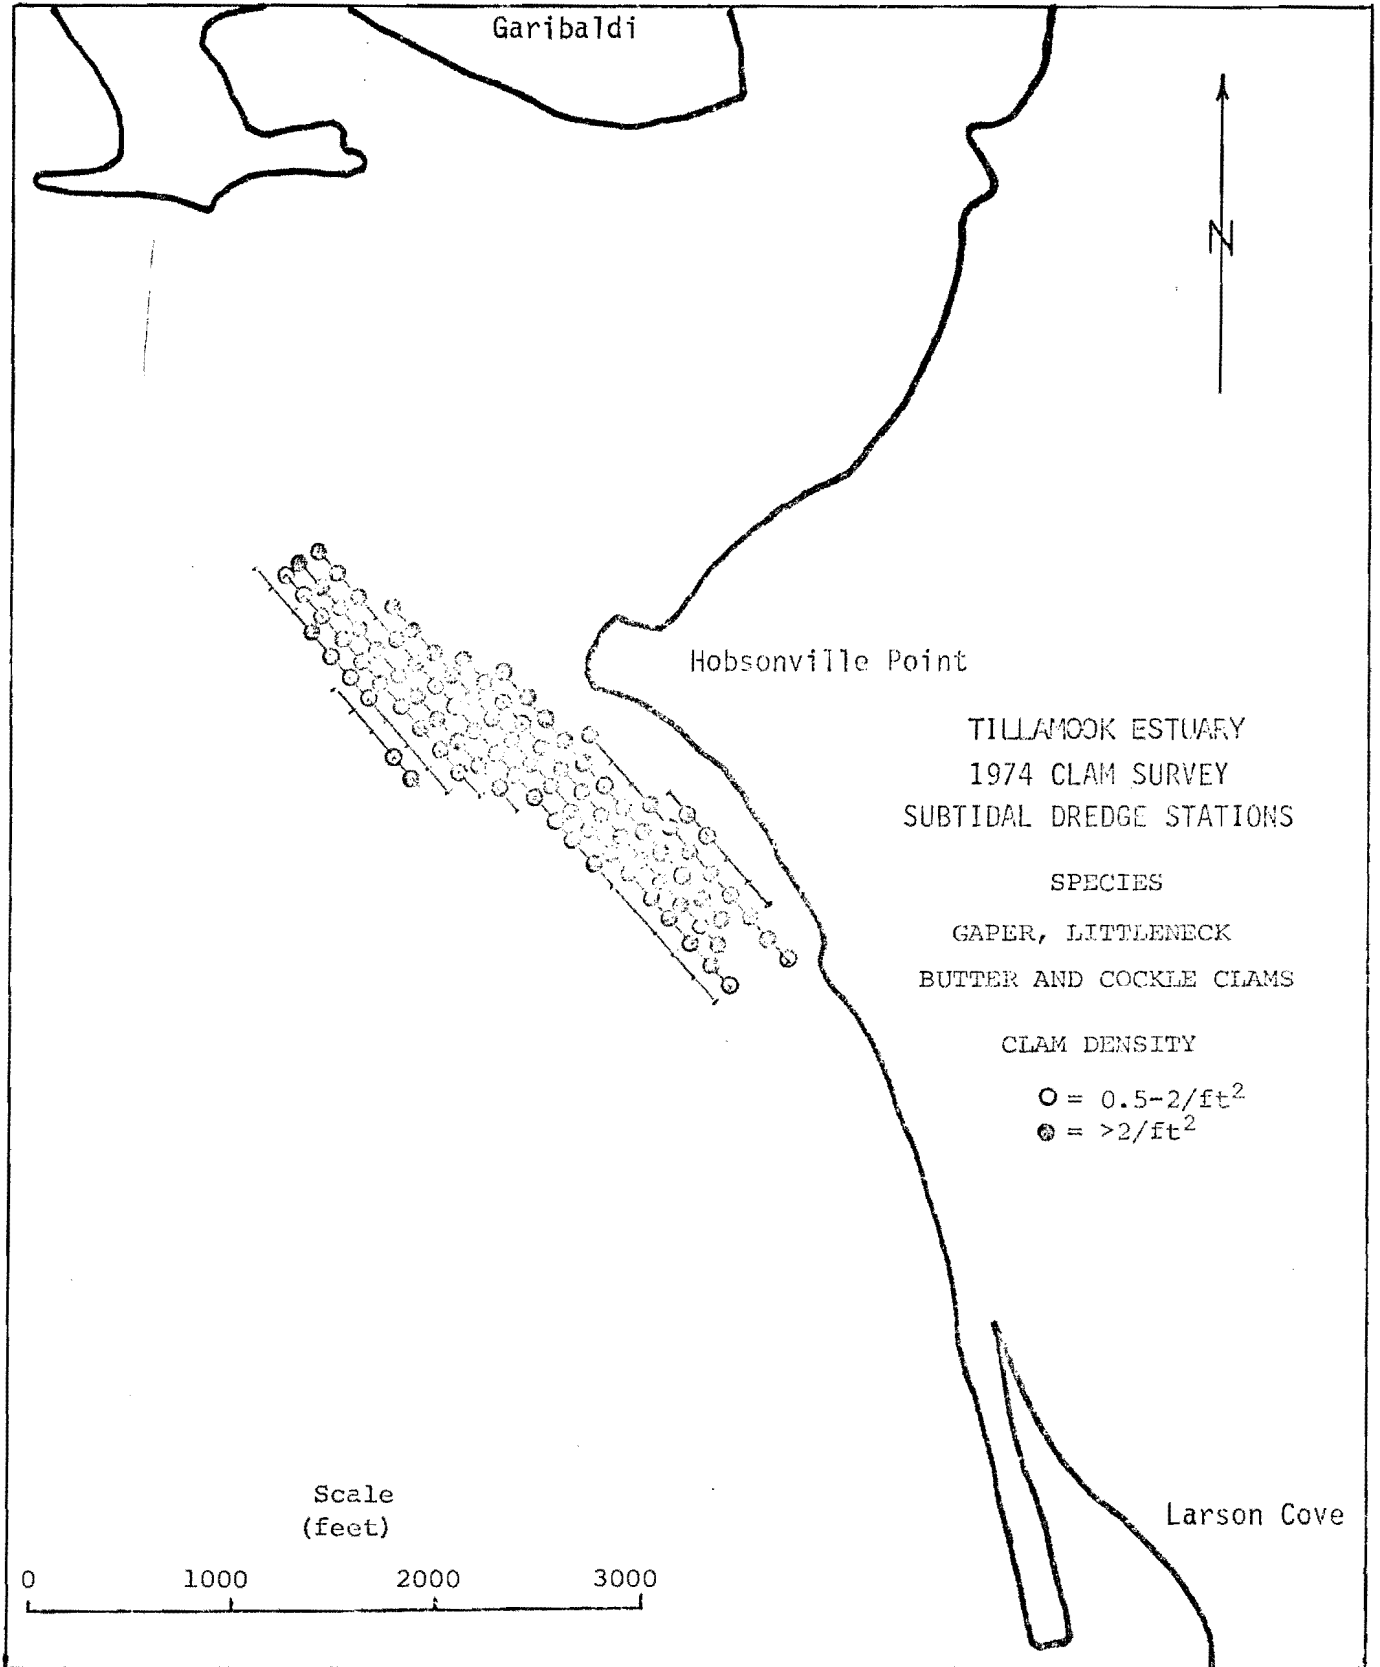 Garibaldi
N
Hobsonville Point
TILLAMOOK ESTUARY
1974 CLAM SURVEY
SUBTIDAL DREDGE STATIONS
SPECIES
GAPER, LITTLENECK
BUTTER AND COCKLE CLAMS
CLAM DENSITY
O = 0.5-2/ft²
● = >2/ft²
Scale
(feet)
0 1000 2000 3000
Larson Cove